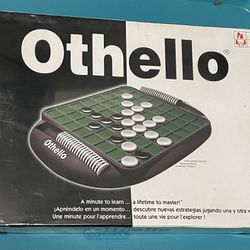 Othello®
Othello
A minute to learn ... a lifetime to master!
¡Apréndelo en un momento... descubre nuevas estrategias jugando una y otra
Une minute pour l'apprendre... toute une vie pour l'explorer !